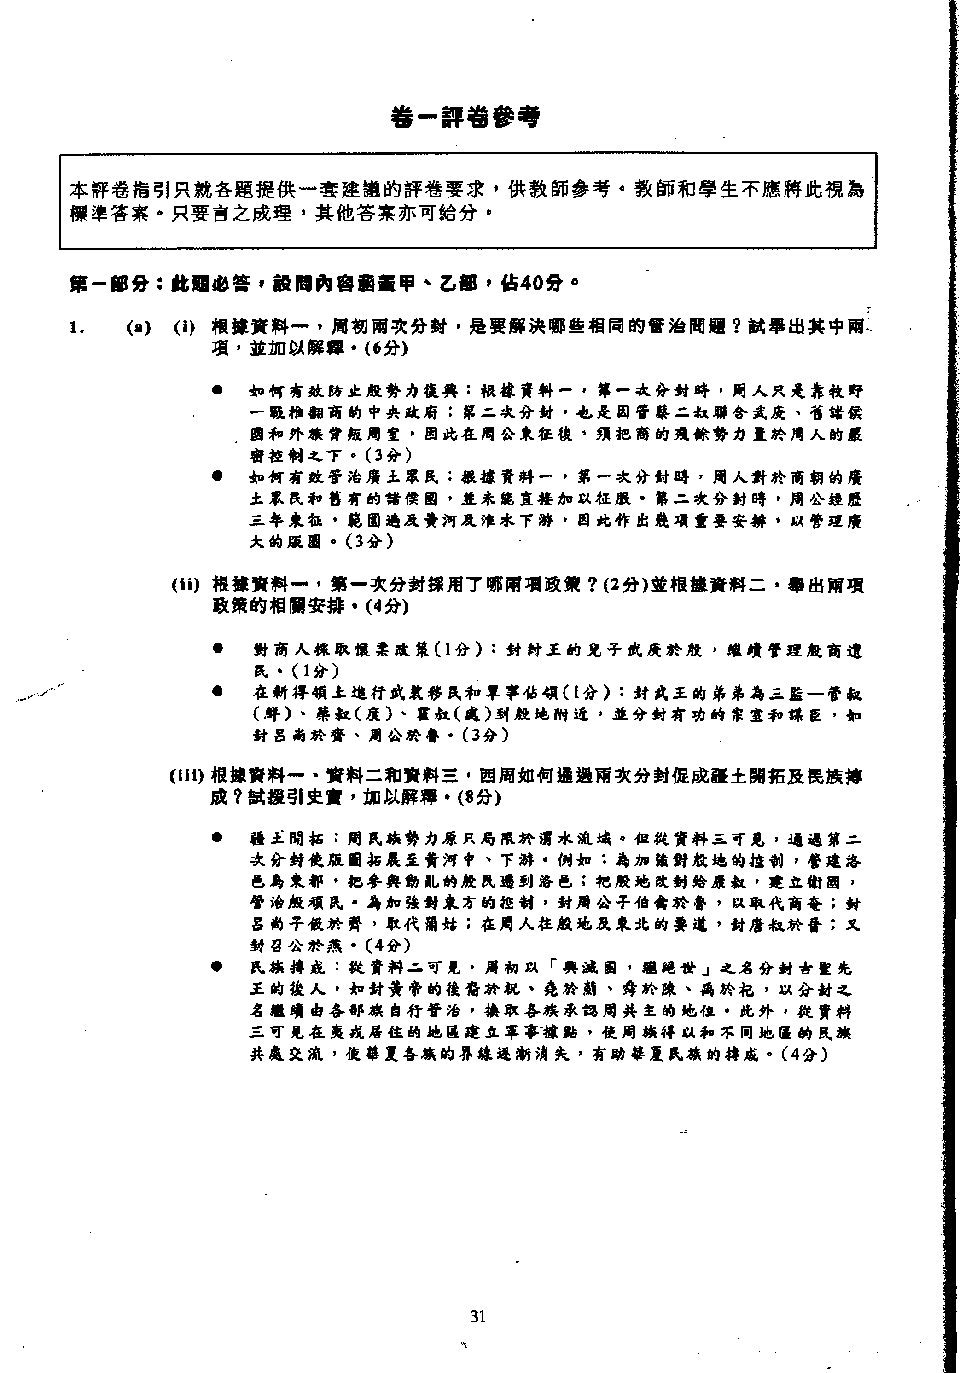 卷一評卷參考
本評卷指引只就各題提供一套建議的評卷要求，供教師參考。教師和學生不應將此視為
標準答案。只要言之成理，其他答案亦可給分。
第一部分：此題必答，設問內容涵蓋甲、乙部，佔40分。
1. (a) (i) 根據資料一，周初兩次分封，是要解決哪些相同的管治問題？試舉出其中兩
項，並加以解釋。(6分)
● 如何有效防止殷勢力復興：根據資料一，第一次分封時，周人只是靠牧野
一戰推翻商的中央政府；第二次分封，也是因管蔡二叔聯合武庚、舊諸侯
國和外族背叛周室，因此在周公東征後，須把商的殘餘勢力置於周人的嚴
密控制之下。(3分)
● 如何有效管治廣土眾民：根據資料一，第一次分封時，周人對於商朝的廣
土眾民和舊有的諸侯國，並未能直接加以征服。第二次分封時，周公經歷
三年東征，範圍遍及黃河及淮水下游，因此作出幾項重要安排，以管理廣
大的版圖。(3分)
(ii) 根據資料一，第一次分封採用了哪兩項政策？(2分)並根據資料二，舉出兩項
政策的相關安排。(4分)
● 對商人採取懷柔政策(1分)：封紂王的兒子武庚於殷，繼續管理殷商遺
民。(1分)
● 在新得領土進行武裝移民和軍事佔領(1分)：封武王的弟弟為三監—管叔
(鮮)、蔡叔(度)、霍叔(處)到殷地附近，並分封有功的宗室和謀臣，如
封呂尚於齊、周公於魯。(3分)
(iii) 根據資料一、資料二和資料三，西周如何通過兩次分封促成疆土開拓及民族摶
成？試援引史實，加以解釋。(8分)
● 疆土開拓：周民族勢力原只局限於渭水流域。但從資料三可見，通過第二
次分封使版圖拓展至黃河中、下游。例如：為加強對殷地的控制，營建洛
邑為東都，把參與動亂的殷民遷到洛邑；把殷地改封給康叔，建立衛國，
管治殷頑民。為加強對東方的控制，封周公子伯禽於魯，以取代商奄；封
呂尚子伋於齊，取代蒲姑；在周人往殷地及東北的要道，封唐叔於晉；又
封召公於燕。(4分)
● 民族摶成：從資料二可見，周初以「興滅國，繼絕世」之名分封古聖先
王的後人，如封黃帝的後裔於祝、堯於薊、舜於陳、禹於杞，以分封之
名繼續由各部族自行管治，換取各族承認周共主的地位。此外，從資料
三可見在夷戎居住的地區建立軍事據點，使周族得以和不同地區的民族
共處交流，使華夏各族的界線逐漸消失，有助華夏民族的摶成。(4分)
31